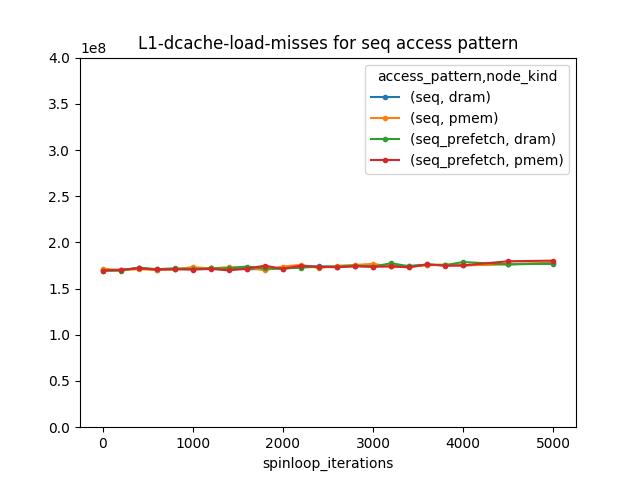 L1-dcache-load-misses for seq access pattern
1e8
4.0
3.5
3.0
2.5
2.0
1.5
1.0
0.5
0.0
access_pattern,node_kind
(seq, dram)
(seq, pmem)
(seq_prefetch, dram)
(seq_prefetch, pmem)
0 1000 2000 3000 4000 5000
spinloop_iterations